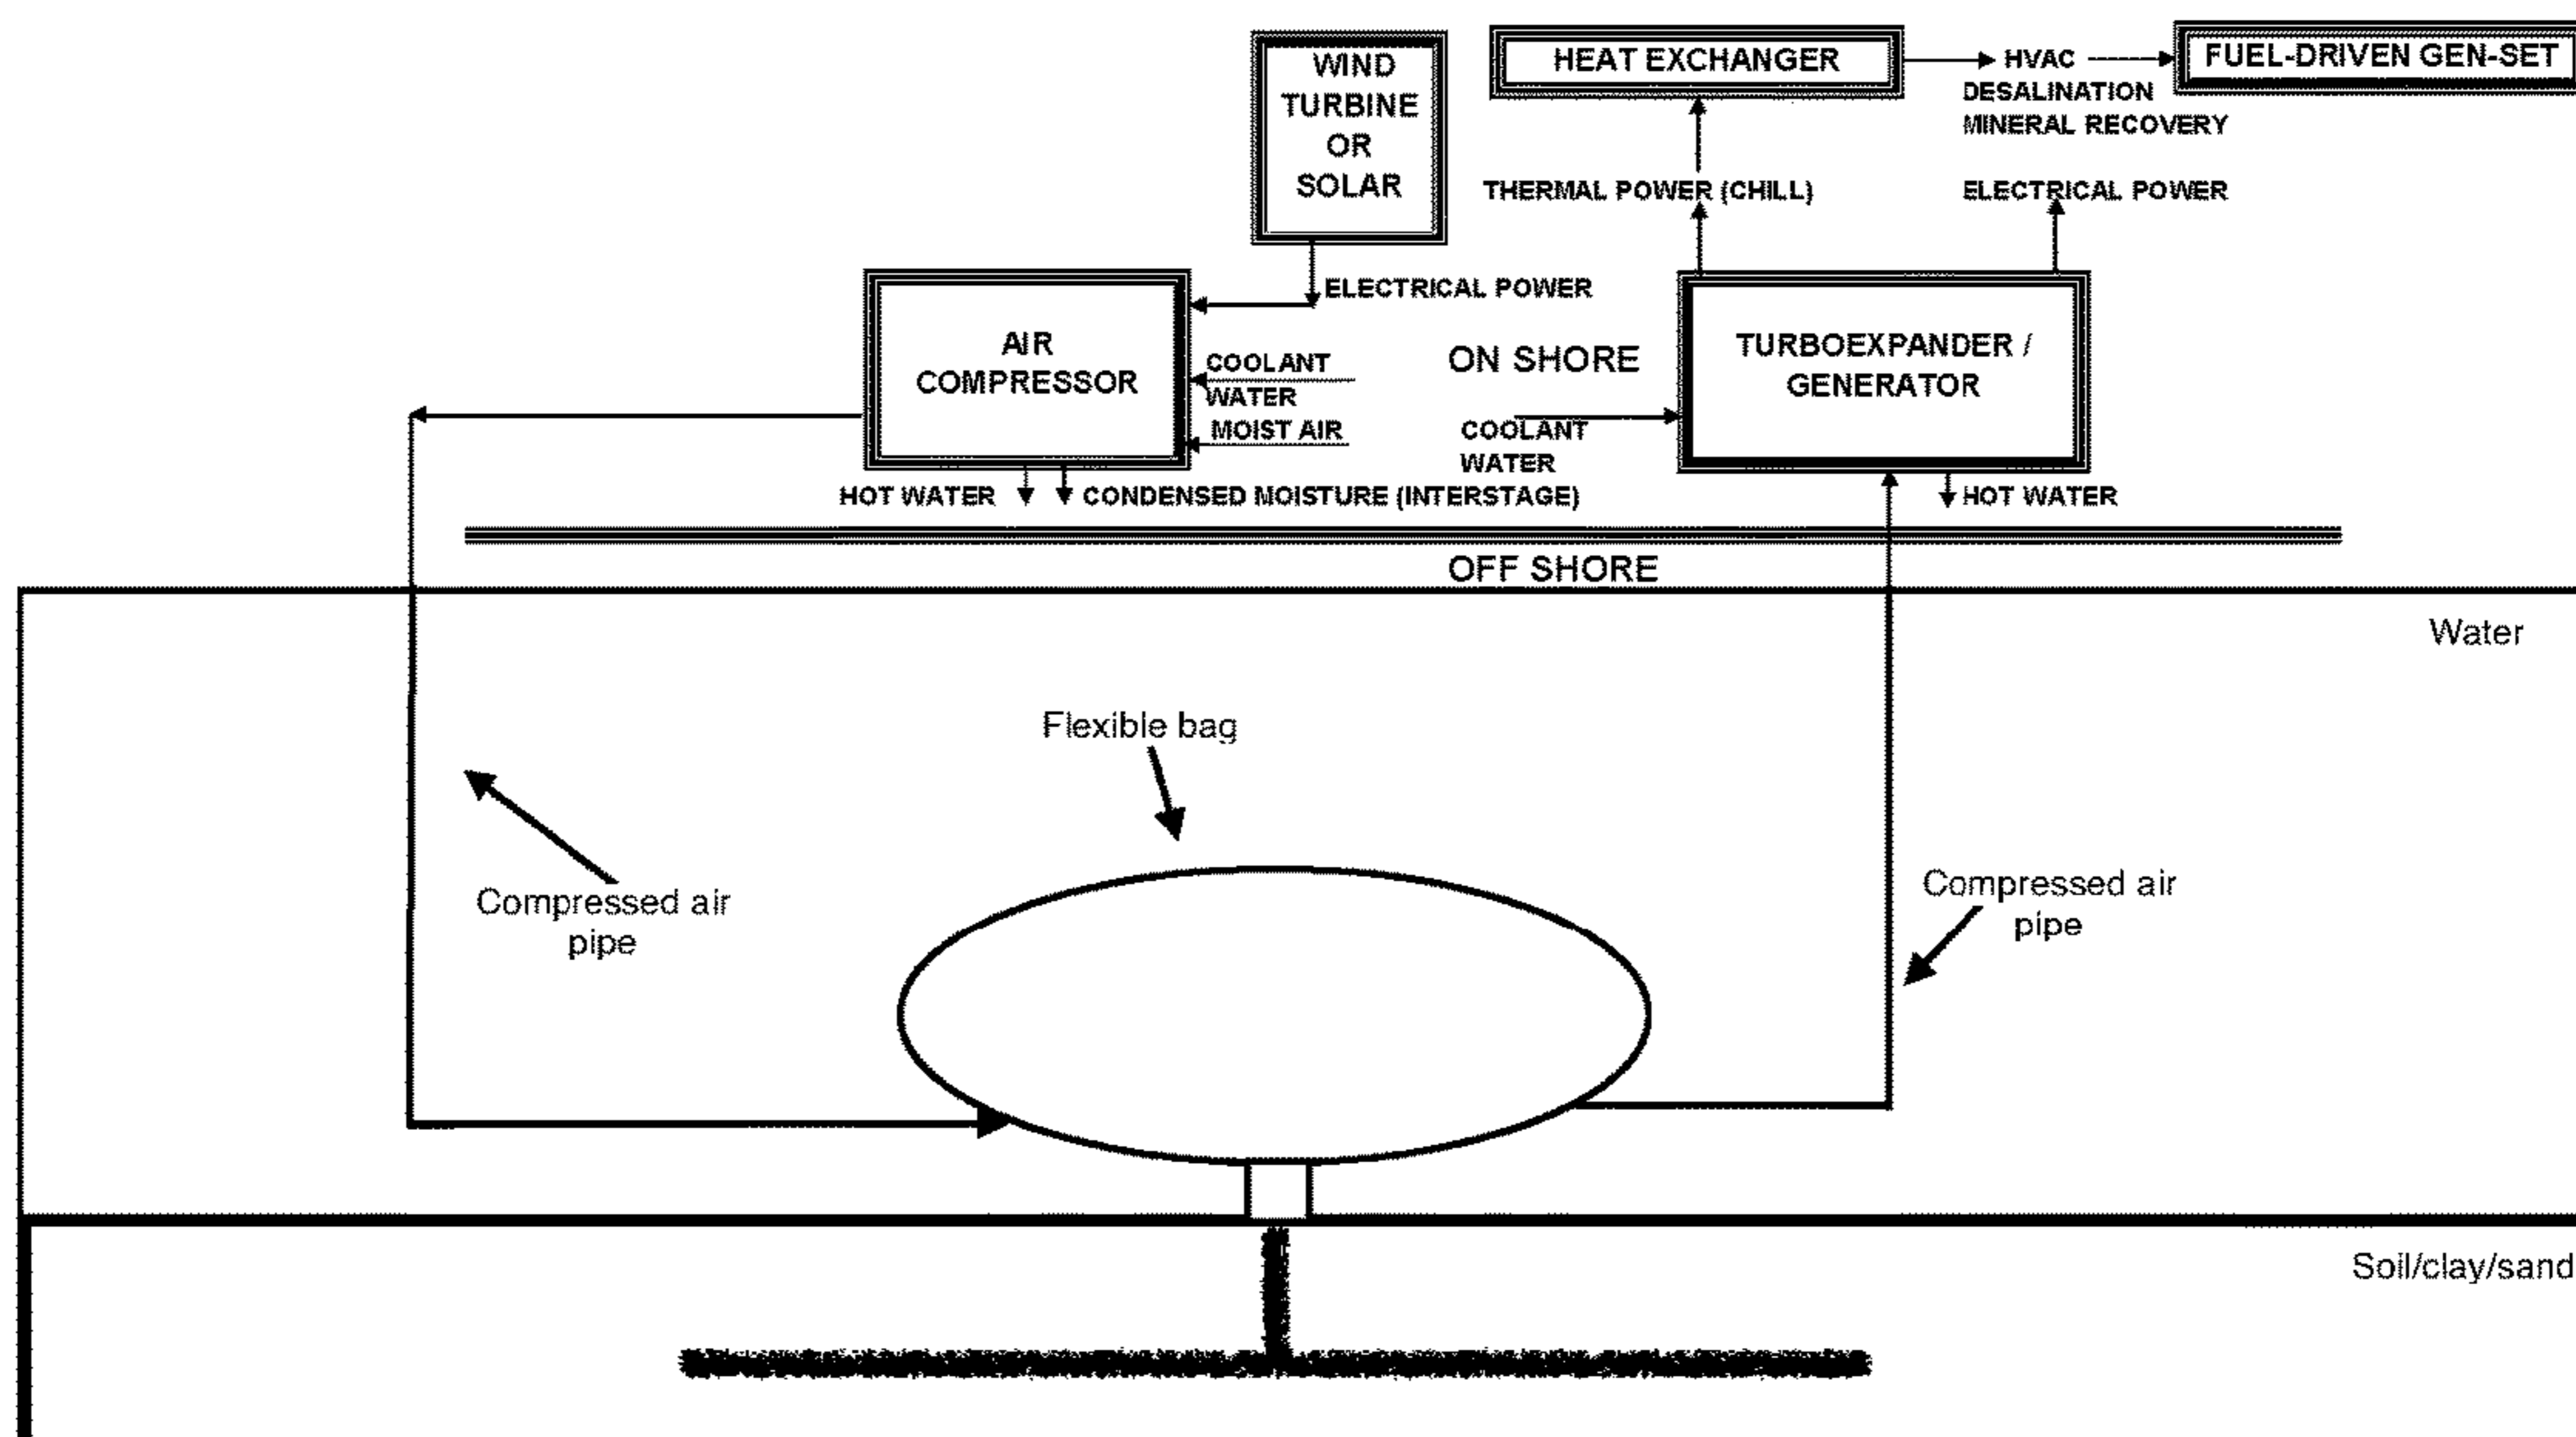 WIND
TURBINE
OR
SOLAR
HEAT EXCHANGER
HVAC
DESALINATION
MINERAL RECOVERY
FUEL-DRIVEN GEN-SET
THERMAL POWER (CHILL)
ELECTRICAL POWER
ELECTRICAL POWER
AIR
COMPRESSOR
COOLANT
WATER
MOIST AIR
ON SHORE
COOLANT
WATER
TURBOEXPANDER /
GENERATOR
HOT WATER
CONDENSED MOISTURE (INTERSTAGE)
HOT WATER
OFF SHORE
Water
Flexible bag
Compressed air
pipe
Compressed air
pipe
Soil/clay/sand